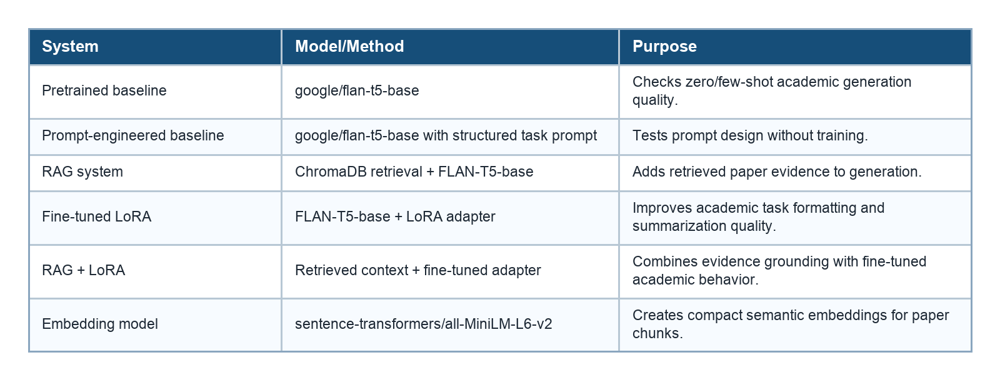 System
Model/Method
Purpose
Pretrained baseline
google/flan-t5-base
Checks zero/few-shot academic generation
quality.
Prompt-engineered baseline
google/flan-t5-base with structured task prompt
Tests prompt design without training.
RAG system
ChromaDB retrieval + FLAN-T5-base
Adds retrieved paper evidence to generation.
Fine-tuned LoRA
FLAN-T5-base + LoRA adapter
Improves academic task formatting and
summarization quality.
RAG + LoRA
Retrieved context + fine-tuned adapter
Combines evidence grounding with fine-tuned
academic behavior.
Embedding model
sentence-transformers/all-MiniLM-L6-v2
Creates compact semantic embeddings for paper
chunks.